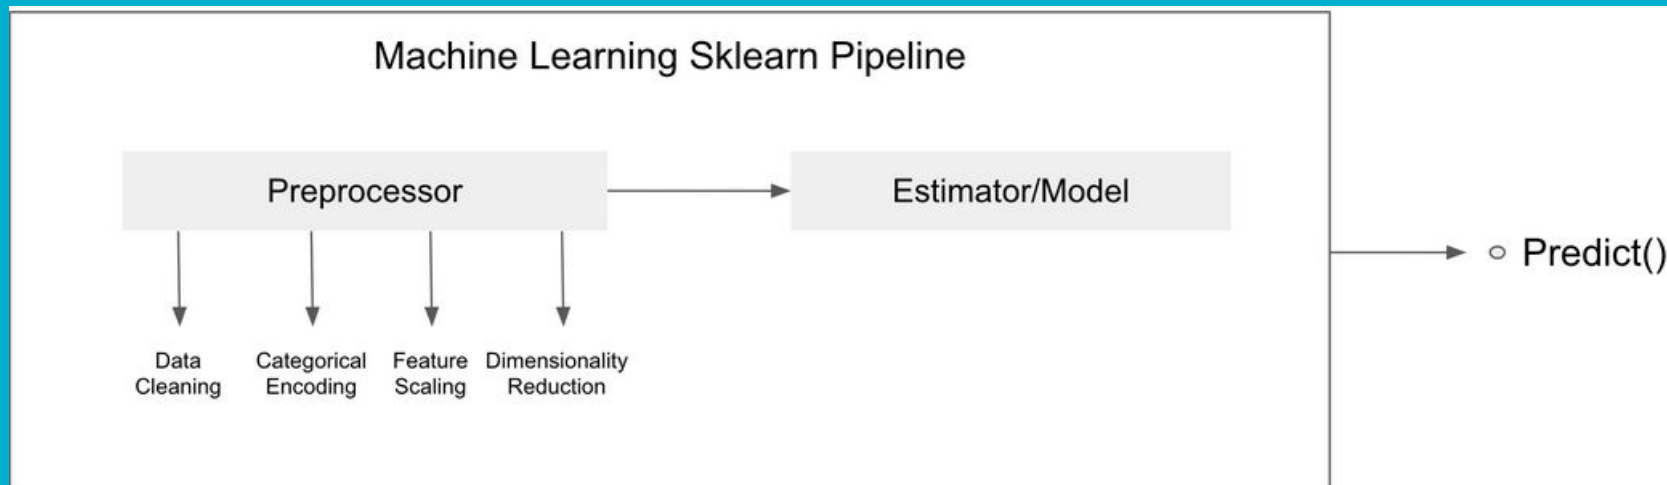 Machine Learning Sklearn Pipeline
Preprocessor
Estimator/Model
Predict()
Data
Cleaning
Categorical
Encoding
Feature
Scaling
Dimensionality
Reduction